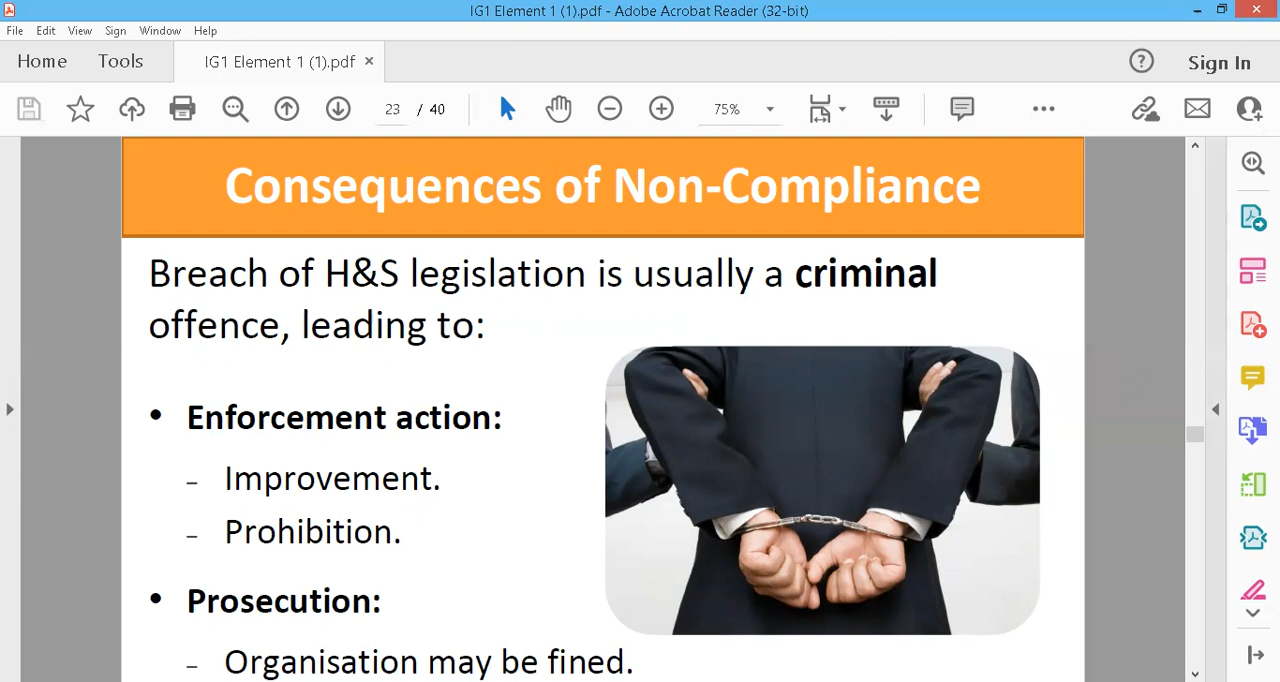 IG1 Element 1 (1).pdf - Adobe Acrobat Reader (32-bit)
File Edit View Sign Window Help
Home Tools IG1 Element 1 (1).pdf × Sign In
23 / 40 75%
Consequences of Non-Compliance
Breach of H&S legislation is usually a criminal
offence, leading to:
• Enforcement action:
– Improvement.
– Prohibition.
• Prosecution:
– Organisation may be fined.